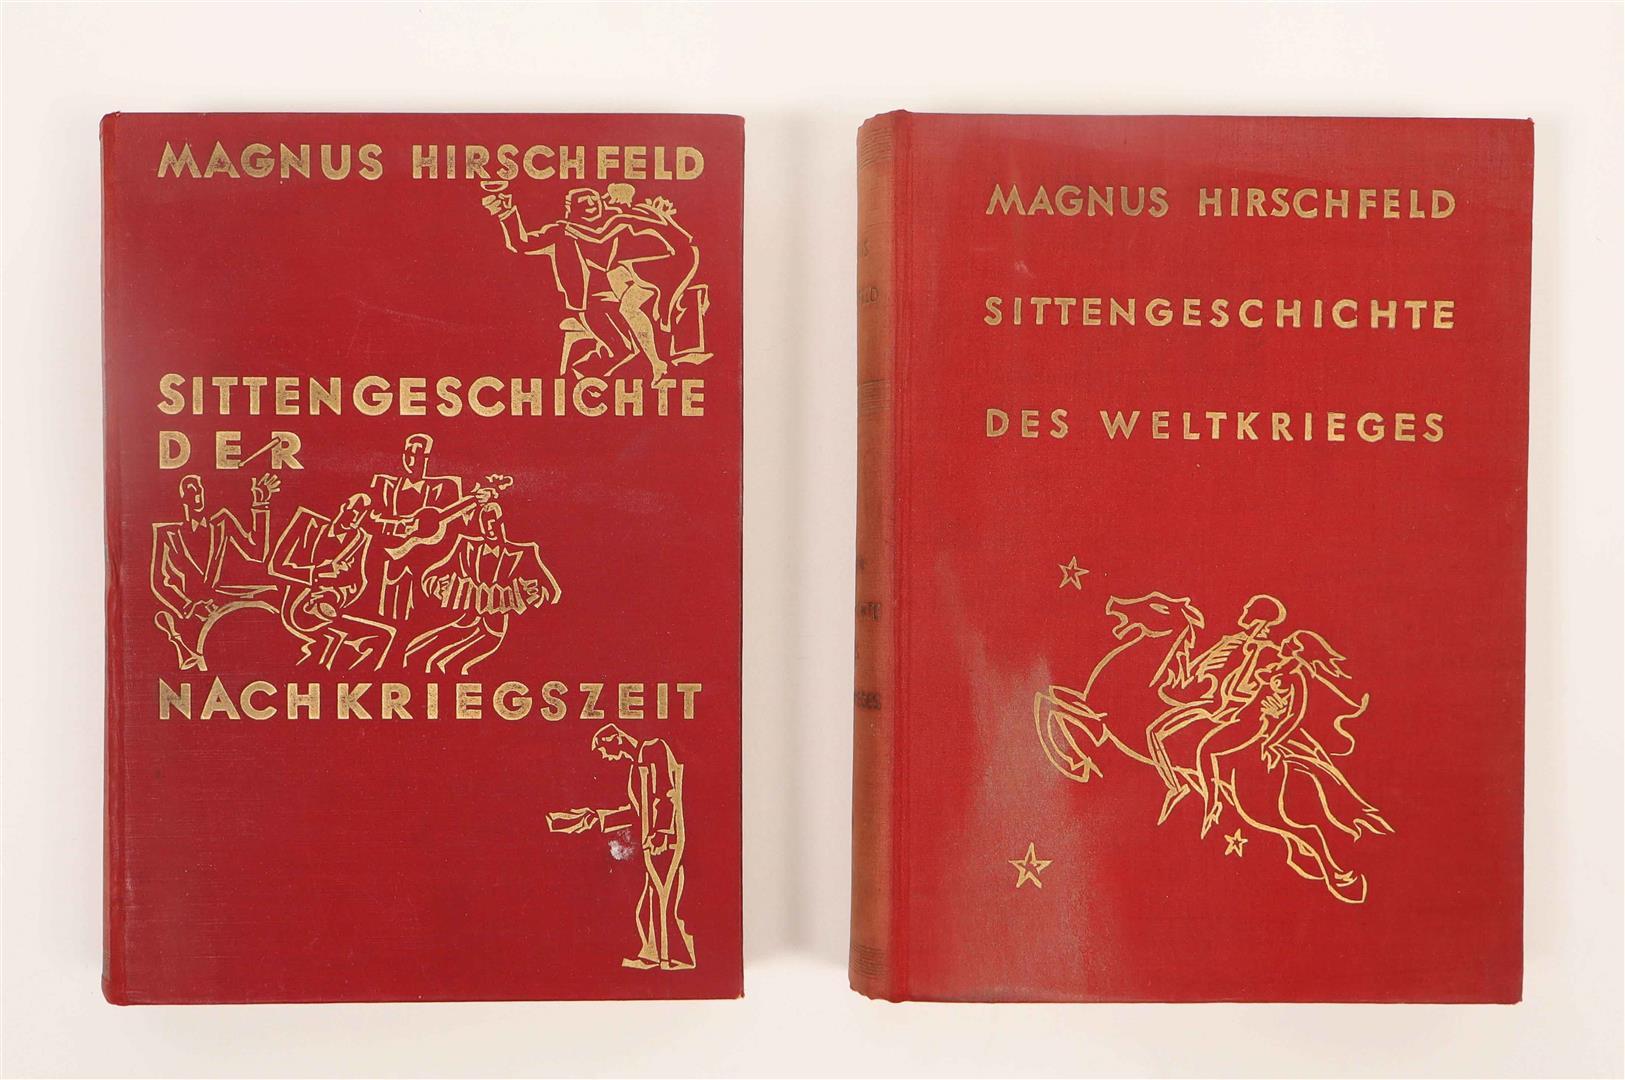 MAGNUS HIRSCHFELD
SITTENGESCHICHTE
DER
NACHKRIEGSZEIT
MAGNUS HIRSCHFELD
SITTENGESCHICHTE
DES WELTKRIEGES